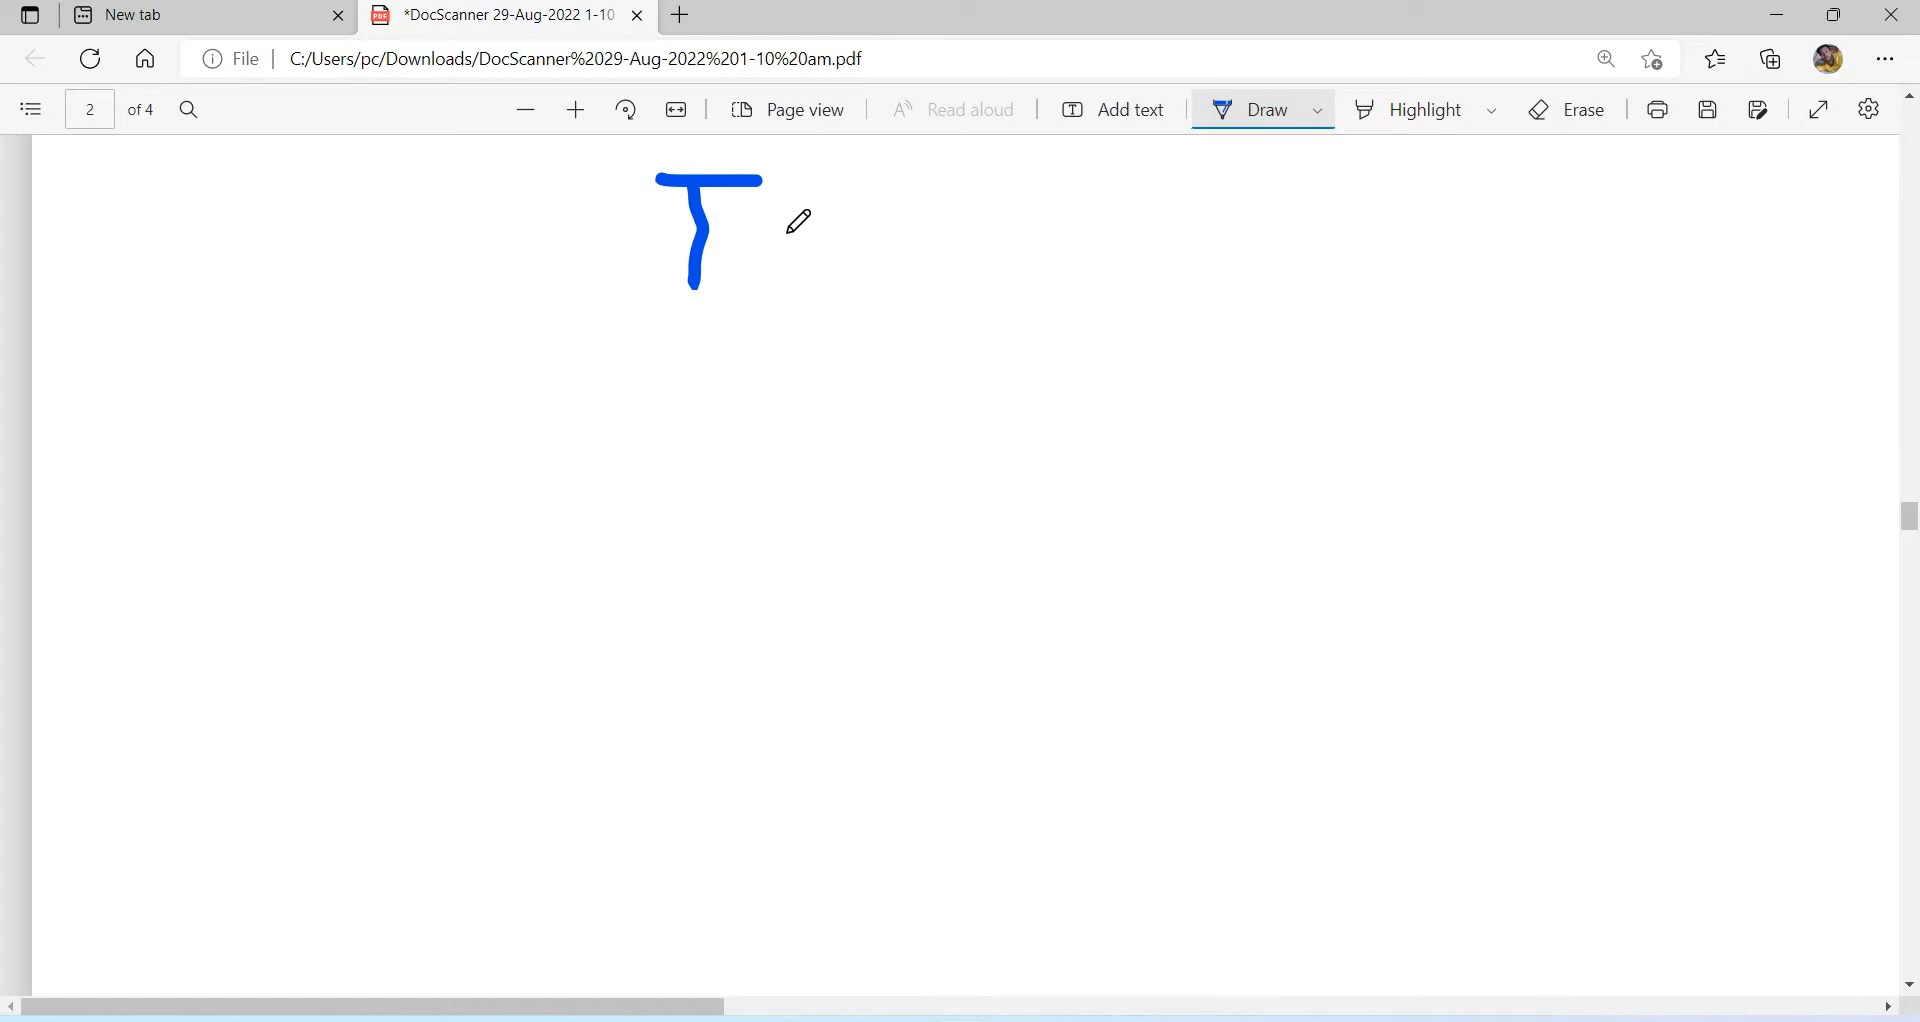 New tab
*DocScanner 29-Aug-2022 1-10
File C:/Users/pc/Downloads/DocScanner%2029-Aug-2022%201-10%20am.pdf
2 of 4 Page view Read aloud Add text Draw Highlight Erase
T